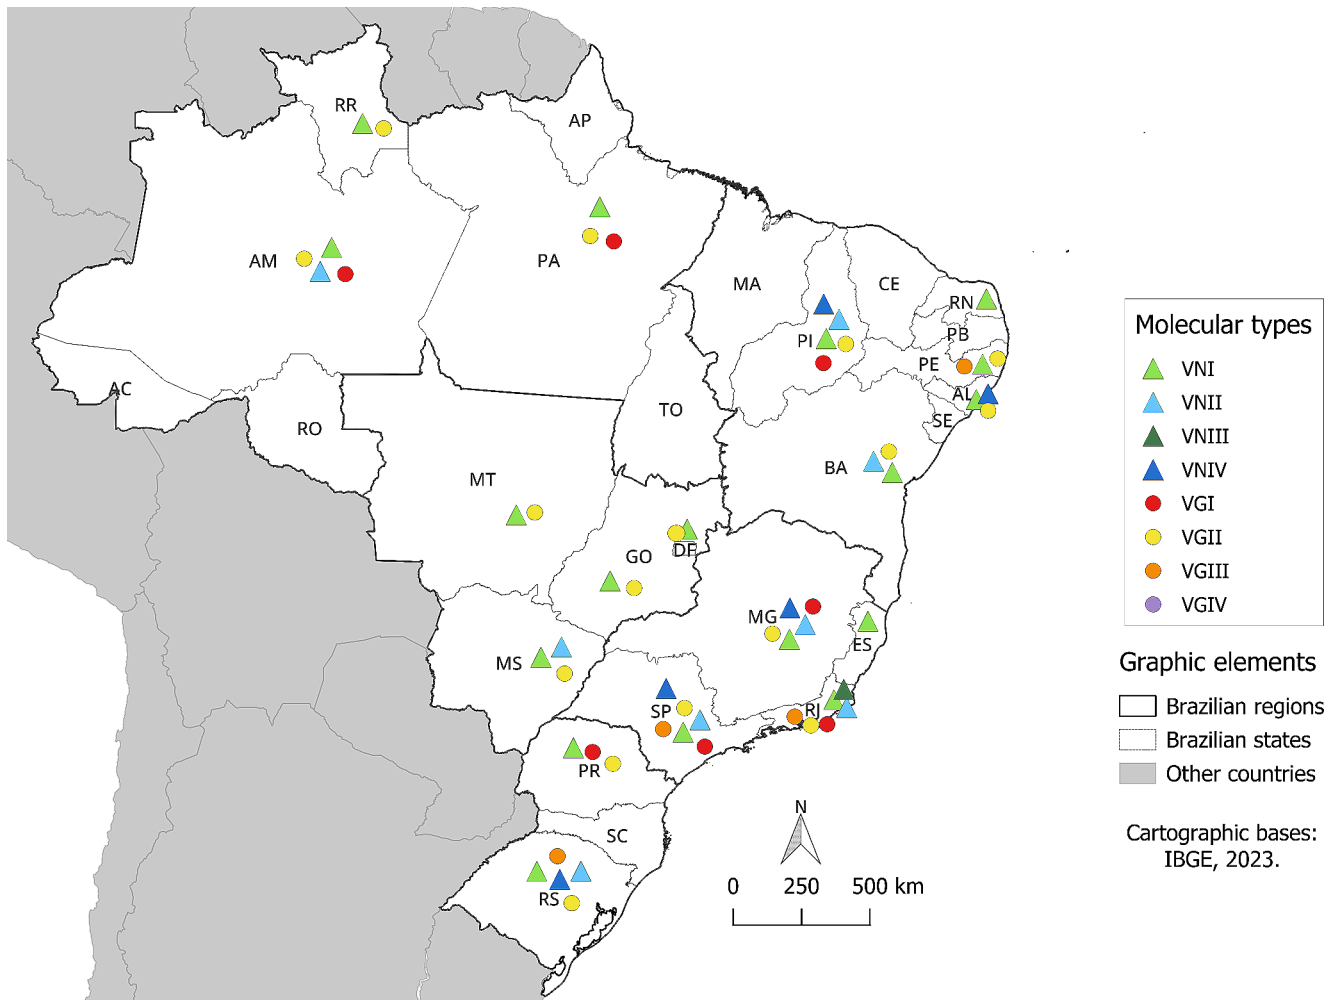 RR
AP
AM
PA
MA
CE
RN
PB
PI
PE
AC
AL
TO
SE
RO
BA
MT
GO
DF
MG
ES
MS
SP
RJ
PR
SC
RS
N
0 250 500 km
Molecular types
VNI
VNII
VNIII
VNIV
VGI
VGII
VGIII
VGIV
Graphic elements
Brazilian regions
Brazilian states
Other countries
Cartographic bases:
IBGE, 2023.